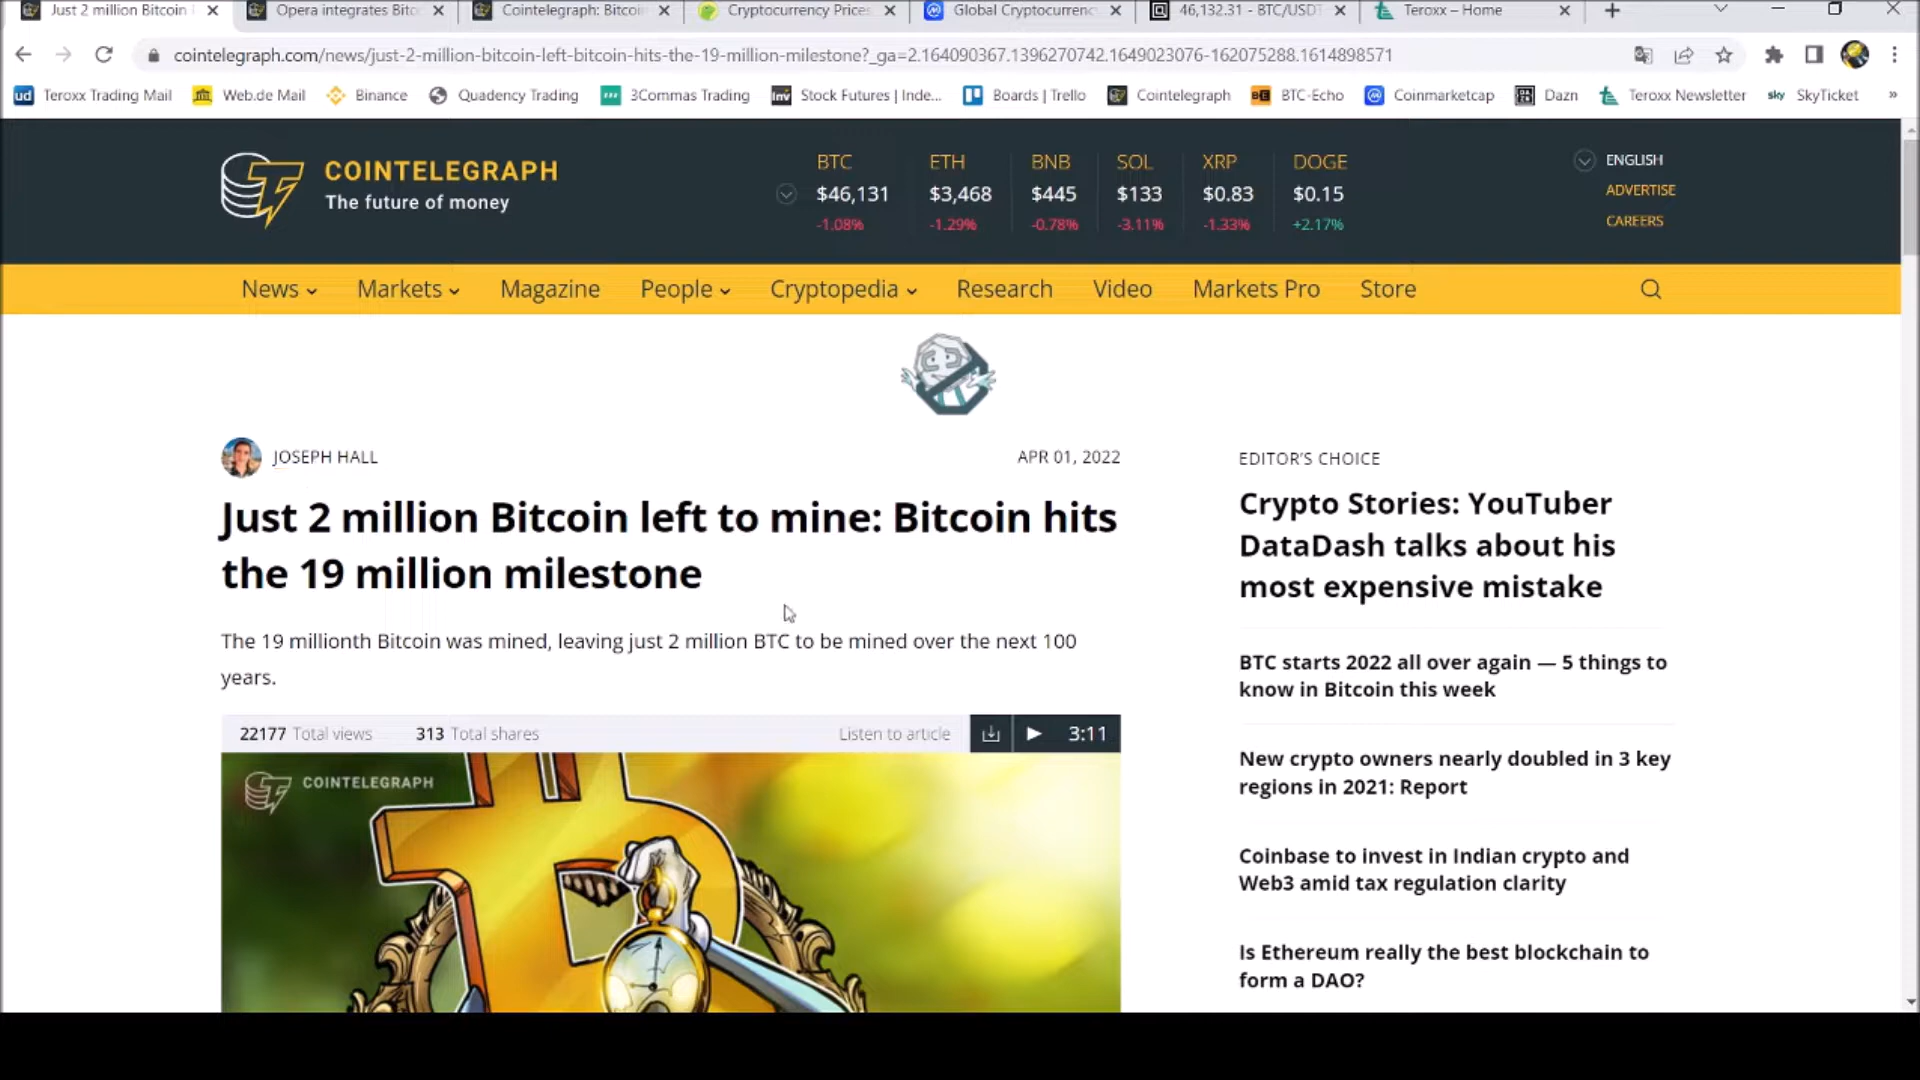 Just 2 million Bitcoin
Opera integrates Bitc
Cointelegraph: Bitcoin
Cryptocurrency Prices
Global Cryptocurrenc
46,132.31 - BTC/USDT
Teroxx – Home
cointelegraph.com/news/just-2-million-bitcoin-left-bitcoin-hits-the-19-million-milestone?_ga=2.164090367.1396270742.1649023076-162075288.1614898571
ud Teroxx Trading Mail
Web.de Mail
Binance
Quadency Trading
3Commas Trading
Inv Stock Futures | Inde...
Boards | Trello
Cointelegraph
BE BTC-Echo
Coinmarketcap
DAZN Dazn
Teroxx Newsletter
sky SkyTicket
»
COINTELEGRAPH
The future of money
BTC ETH BNB SOL XRP DOGE
$46,131 $3,468 $445 $133 $0.83 $0.15
-1.08% -1.29% -0.78% -3.11% -1.33% +2.17%
ENGLISH
ADVERTISE
CAREERS
News Markets Magazine People Cryptopedia Research Video Markets Pro Store
JOSEPH HALL
APR 01, 2022
Just 2 million Bitcoin left to mine: Bitcoin hits
the 19 million milestone
The 19 millionth Bitcoin was mined, leaving just 2 million BTC to be mined over the next 100
years.
22177 Total views 313 Total shares
Listen to article 3:11
COINTELEGRAPH
EDITOR'S CHOICE
Crypto Stories: YouTuber
DataDash talks about his
most expensive mistake
BTC starts 2022 all over again — 5 things to
know in Bitcoin this week
New crypto owners nearly doubled in 3 key
regions in 2021: Report
Coinbase to invest in Indian crypto and
Web3 amid tax regulation clarity
Is Ethereum really the best blockchain to
form a DAO?